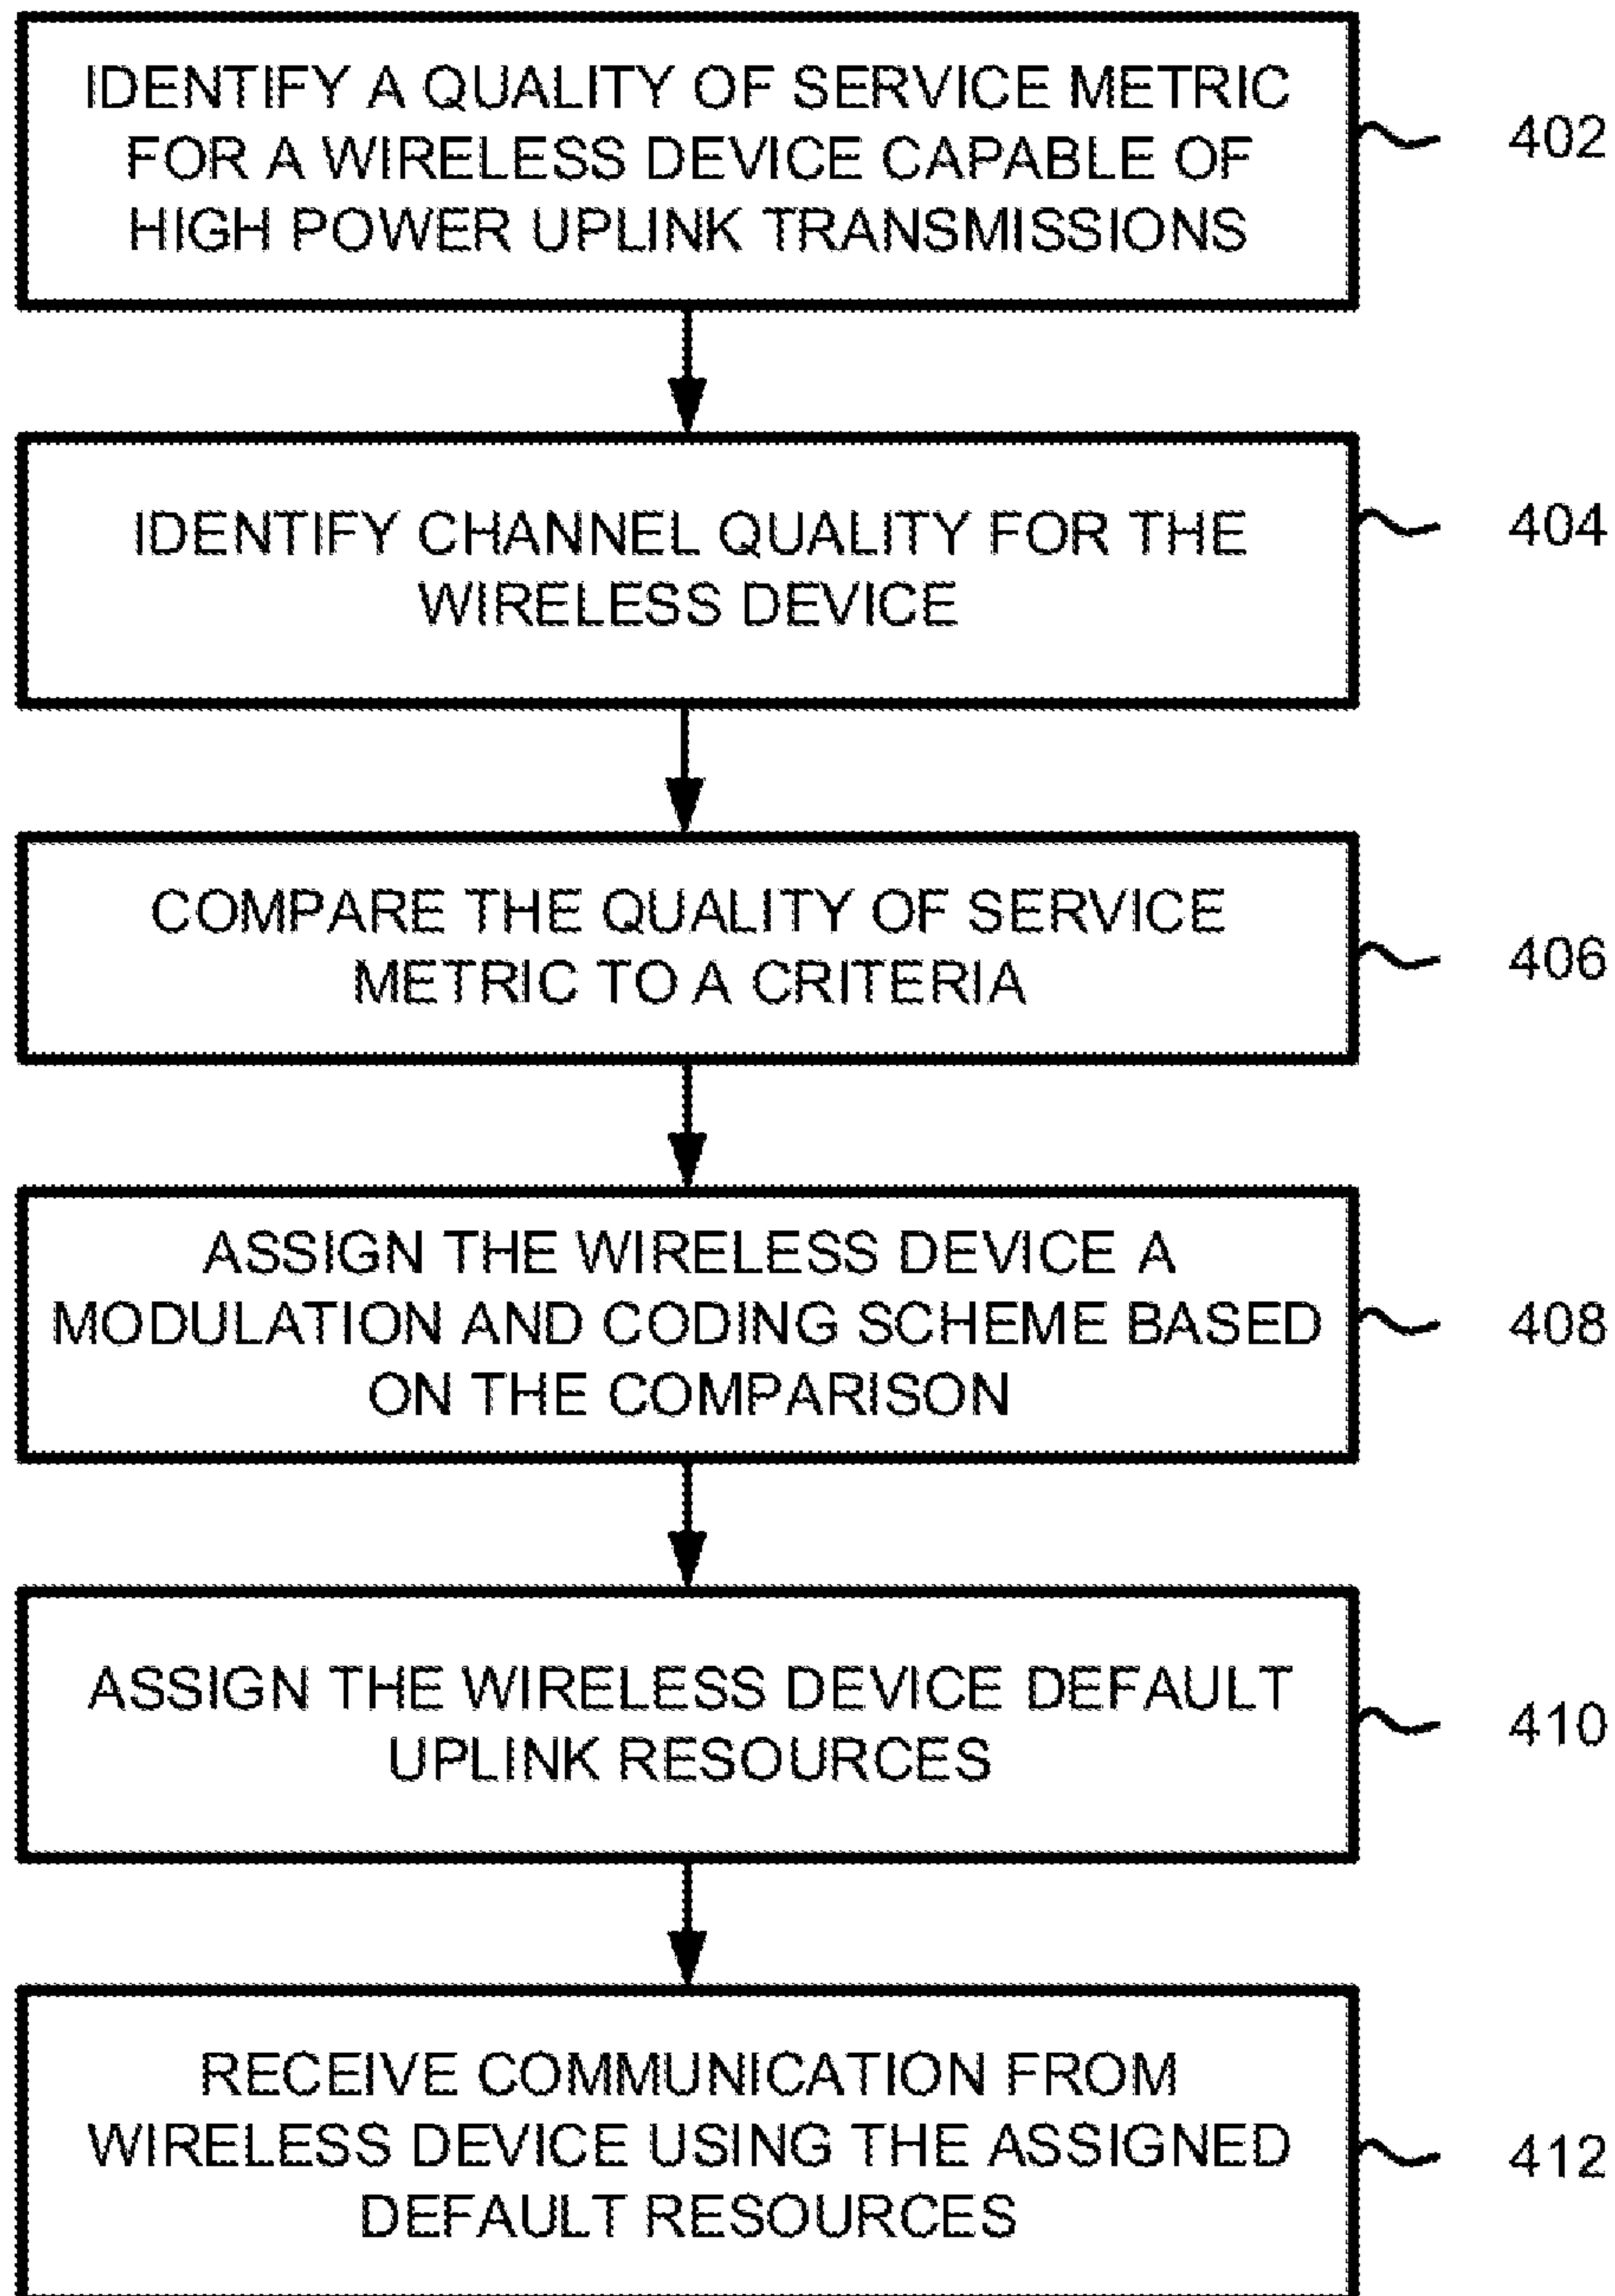 IDENTIFY A QUALITY OF SERVICE METRIC
FOR A WIRELESS DEVICE CAPABLE OF
HIGH POWER UPLINK TRANSMISSIONS
402
IDENTIFY CHANNEL QUALITY FOR THE
WIRELESS DEVICE
404
COMPARE THE QUALITY OF SERVICE
METRIC TO A CRITERIA
406
ASSIGN THE WIRELESS DEVICE A
MODULATION AND CODING SCHEME BASED
ON THE COMPARISON
408
ASSIGN THE WIRELESS DEVICE DEFAULT
UPLINK RESOURCES
410
RECEIVE COMMUNICATION FROM
WIRELESS DEVICE USING THE ASSIGNED
DEFAULT RESOURCES
412